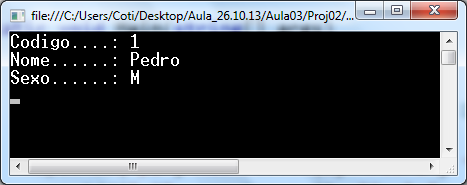 file:///C:/Users/Coti/Desktop/Aula_26.10.13/Aula03/Proj02/...
Codigo....: 1
Nome......: Pedro
Sexo......: M